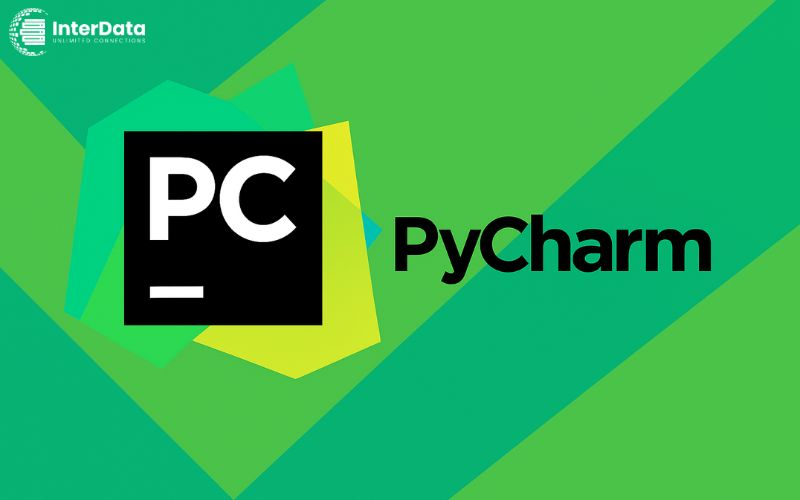 InterData
UNLIMITED CONNECTIONS
PC
PyCharm